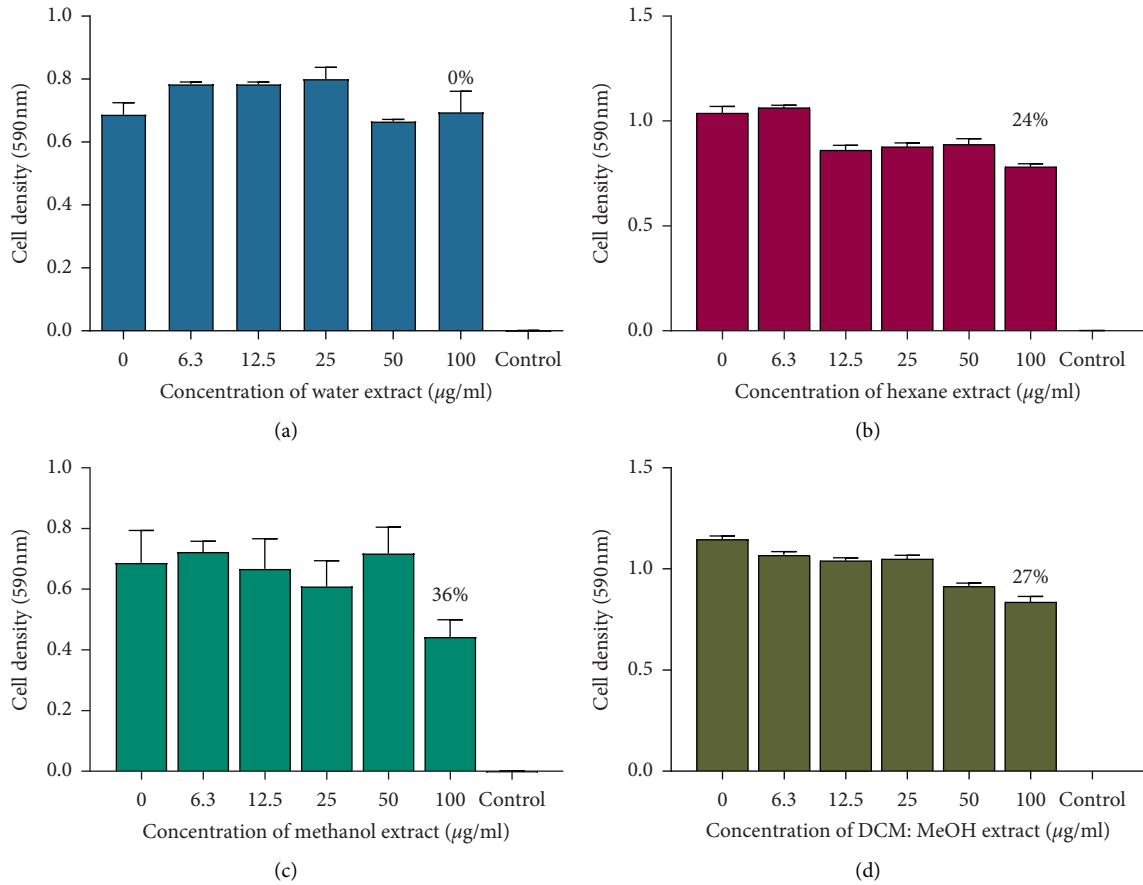 1.0
0.8
0.6
0.4
0.2
0.0
Cell density (590nm)
0%
0 6.3 12.5 25 50 100 Control
Concentration of water extract (μg/ml)
(a)
1.5
1.0
0.5
0.0
Cell density (590nm)
24%
0 6.3 12.5 25 50 100 Control
Concentration of hexane extract (μg/ml)
(b)
1.0
0.8
0.6
0.4
0.2
0.0
Cell density (590nm)
36%
0 6.3 12.5 25 50 100 Control
Concentration of methanol extract (μg/ml)
(c)
1.5
1.0
0.5
0.0
Cell density (590nm)
27%
0 6.3 12.5 25 50 100 Control
Concentration of DCM: MeOH extract (μg/ml)
(d)